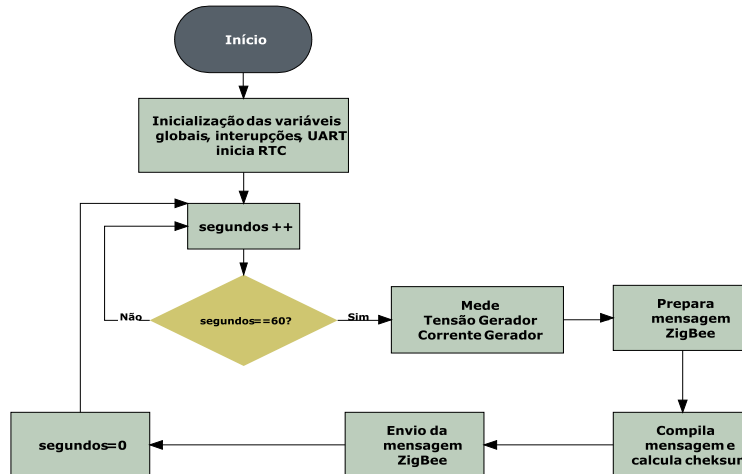 Início
Inicialização das variáveis
globais, interupções, UART
inicia RTC
segundos ++
segundos==60?
Não
Sim
Mede
Tensão Gerador
Corrente Gerador
Prepara
mensagem
ZigBee
Compila
mensagem e
calcula cheksum
Envio da
mensagem
ZigBee
segundos=0